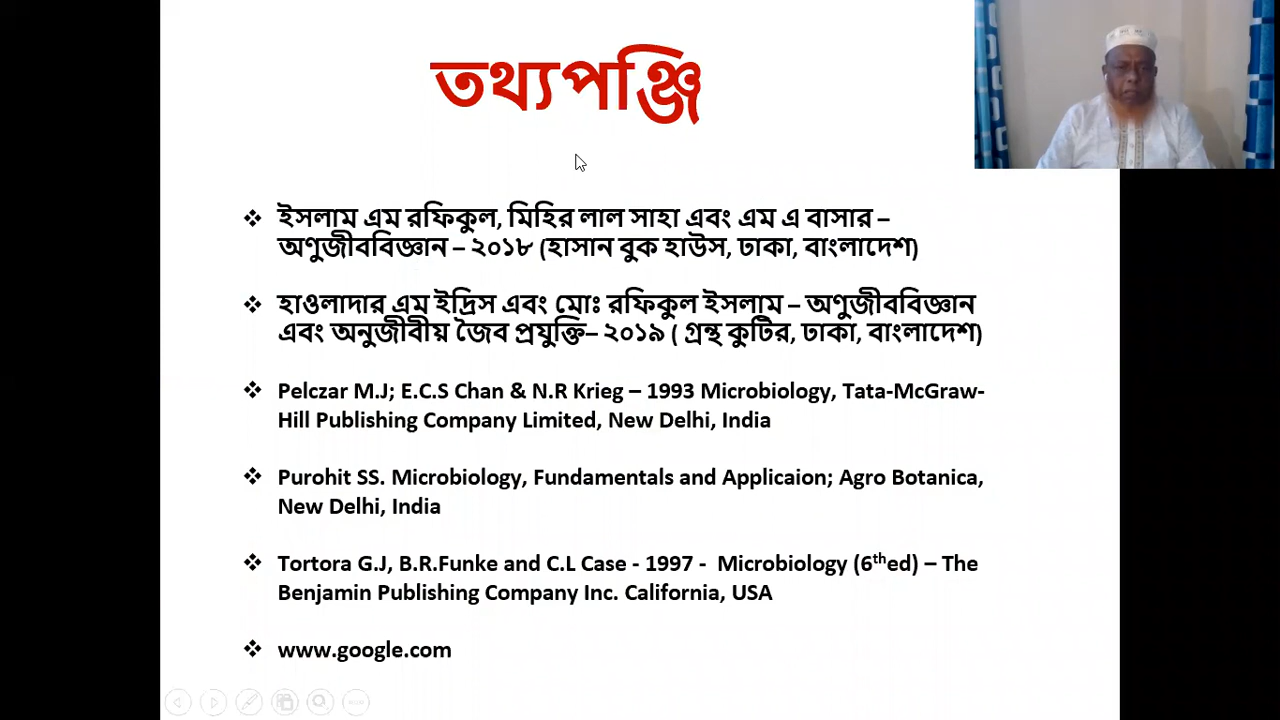 তথ্যপঞ্জি
❖ ইসলাম এম রফিকুল, মিহির লাল সাহা এবং এম এ বাসার –
অণুজীববিজ্ঞান – ২০১৮ (হাসান বুক হাউস, ঢাকা, বাংলাদেশ)
❖ হাওলাদার এম ইদ্রিস এবং মোঃ রফিকুল ইসলাম – অণুজীববিজ্ঞান
এবং অনুজীবীয় জৈব প্রযুক্তি– ২০১৯ ( গ্রন্থ কুটির, ঢাকা, বাংলাদেশ)
❖ Pelczar M.J; E.C.S Chan & N.R Krieg – 1993 Microbiology, Tata-McGraw-
Hill Publishing Company Limited, New Delhi, India
❖ Purohit SS. Microbiology, Fundamentals and Applicaion; Agro Botanica,
New Delhi, India
❖ Tortora G.J, B.R.Funke and C.L Case - 1997 - Microbiology (6thed) – The
Benjamin Publishing Company Inc. California, USA
❖ www.google.com